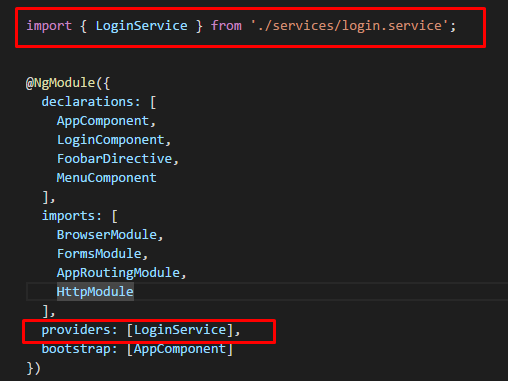 import { LoginService } from './services/login.service';
@NgModule({
  declarations: [
    AppComponent,
    LoginComponent,
    FoobarDirective,
    MenuComponent
  ],
  imports: [
    BrowserModule,
    FormsModule,
    AppRoutingModule,
    HttpModule
  ],
  providers: [LoginService],
  bootstrap: [AppComponent]
})